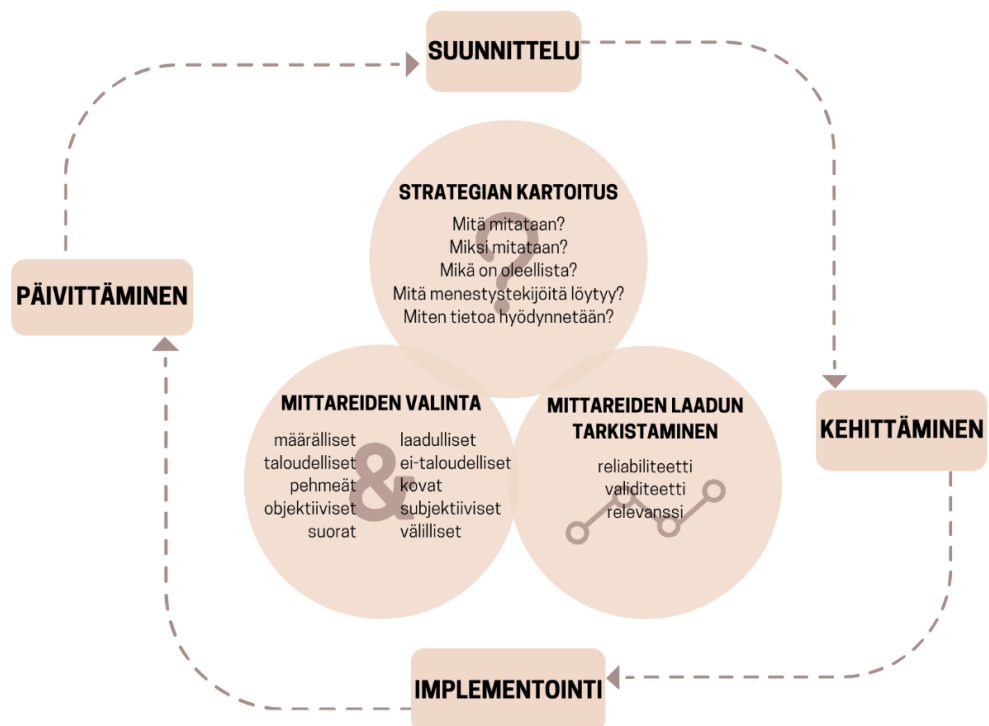 SUUNNITTELU
STRATEGIAN KARTOITUS
Mitä mitataan?
Miksi mitataan?
Mikä on oleellista?
Mitä menestystekijöitä löytyy?
Miten tietoa hyödynnetään?
PÄIVITTÄMINEN
MITTAREIDEN VALINTA
määrälliset & laadulliset
taloudelliset ei-taloudelliset
pehmeät kovat
objektiiviset subjektiiviset
suorat välilliset
MITTAREIDEN LAADUN
TARKISTAMINEN
reliabiliteetti
validiteetti
relevanssi
KEHITTÄMINEN
IMPLEMENTOINTI